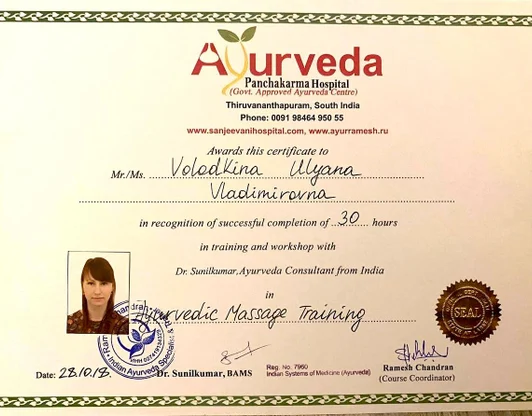 Ayurveda
Panchakarma Hospital
(Govt. Approved Ayurveda Centre)
Thiruvananthapuram, South India
Phone: 0091 98464 950 55
www.sanjeevanihospital.com, www.ayurramesh.ru
Awards this certificate to
Mr./Ms. Volodkina Ulyana
Vladimirovna
in recognition of successful completion of 30 hours
in training and workshop with
Dr. Sunilkumar, Ayurveda Consultant from India
in
Ayurvedic Massage Training
SEAL
Indian Ayurveda Specialist
Date: 28.10.18. Dr. Sunilkumar, BAMS
Reg. No. 7960
Indian Systems of Medicine (Ayurveda)
Ramesh Chandran
(Course Coordinator)